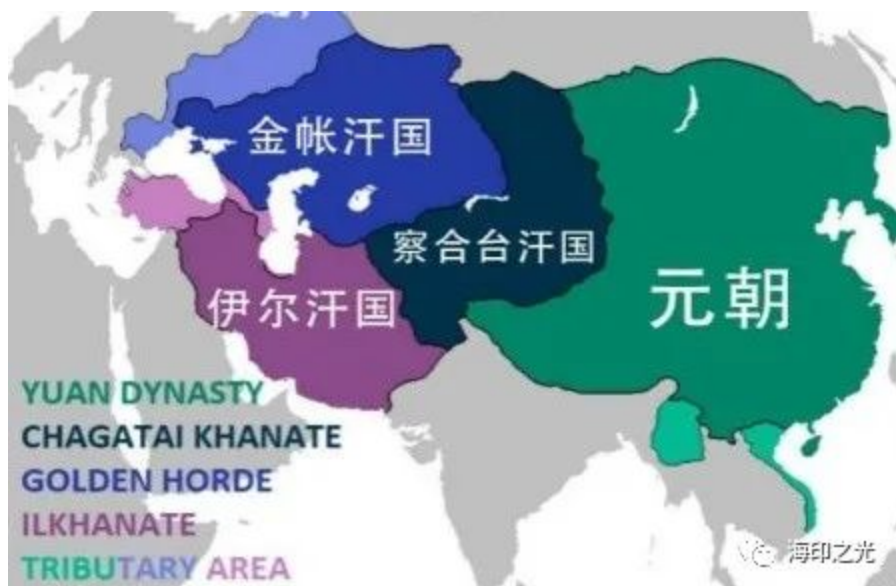 金帐汗国
察合台汗国
伊尔汗国
元朝
YUAN DYNASTY
CHAGATAI KHANATE
GOLDEN HORDE
ILKHANATE
TRIBUTARY AREA
海印之光